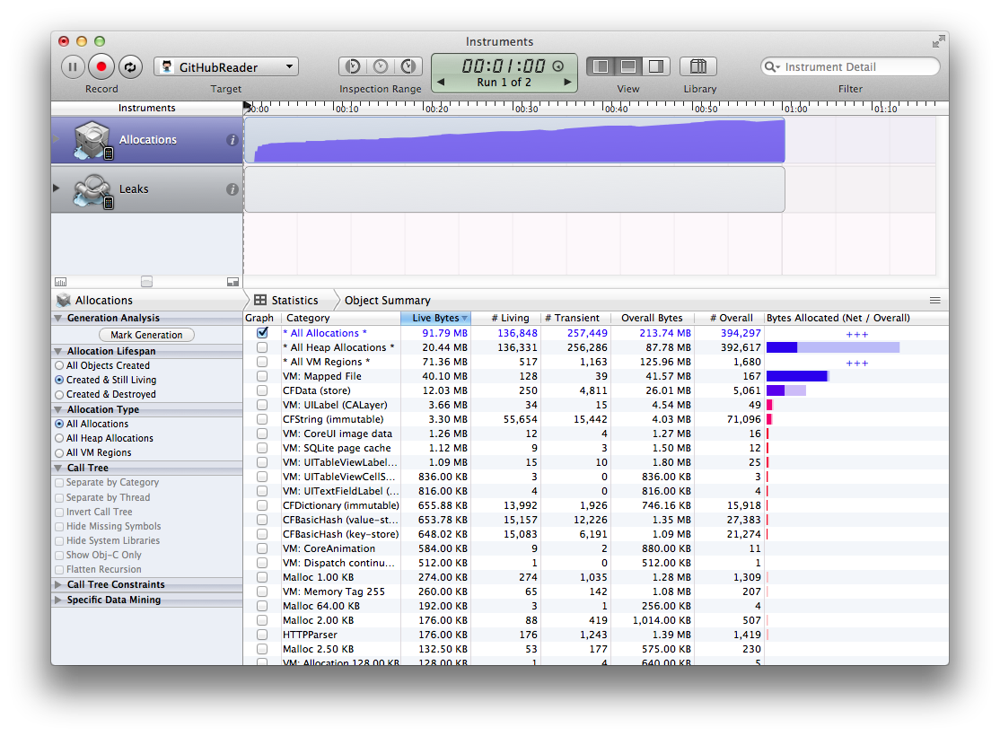 Instruments
GitHubReader
00:01:00
Run 1 of 2
Instrument Detail
Record
Target
Inspection Range
View
Library
Filter
Instruments
00:00 00:10 00:20 00:30 00:40 00:50 01:00 01:10
Allocations
Leaks
Allocations
Statistics Object Summary
Generation Analysis
Mark Generation
Allocation Lifespan
All Objects Created
Created & Still Living
Created & Destroyed
Allocation Type
All Allocations
All Heap Allocations
All VM Regions
Call Tree
Separate by Category
Separate by Thread
Invert Call Tree
Hide Missing Symbols
Hide System Libraries
Show Obj-C Only
Flatten Recursion
Call Tree Constraints
Specific Data Mining
Graph Category Live Bytes # Living # Transient Overall Bytes # Overall Bytes Allocated (Net / Overall)
* All Allocations * 91.79 MB 136,848 257,449 213.74 MB 394,297 +++
* All Heap Allocations * 20.44 MB 136,331 256,286 87.78 MB 392,617
* All VM Regions * 71.36 MB 517 1,163 125.96 MB 1,680 +++
VM: Mapped File 40.10 MB 128 39 41.57 MB 167
CFData (store) 12.03 MB 250 4,811 26.01 MB 5,061
VM: UILabel (CALayer) 3.66 MB 34 15 4.54 MB 49
CFString (immutable) 3.30 MB 55,654 15,442 4.03 MB 71,096
VM: CoreUI image data 1.26 MB 12 4 1.27 MB 16
VM: SQLite page cache 1.12 MB 9 3 1.50 MB 12
VM: UITableViewLabel... 1.09 MB 15 10 1.80 MB 25
VM: UITableViewCellS... 836.00 KB 3 0 836.00 KB 3
VM: UITextFieldLabel (... 816.00 KB 4 0 816.00 KB 4
CFDictionary (immutable) 655.88 KB 13,992 1,926 746.16 KB 15,918
CFBasicHash (value-st... 653.78 KB 15,157 12,226 1.35 MB 27,383
CFBasicHash (key-store) 648.02 KB 15,083 6,191 1.09 MB 21,274
VM: CoreAnimation 584.00 KB 9 2 880.00 KB 11
VM: Dispatch continu... 512.00 KB 1 0 512.00 KB 1
Malloc 1.00 KB 274.00 KB 274 1,035 1.28 MB 1,309
VM: Memory Tag 255 260.00 KB 65 142 1.08 MB 207
Malloc 64.00 KB 192.00 KB 3 1 256.00 KB 4
Malloc 2.00 KB 176.00 KB 88 419 1,014.00 KB 507
HTTPParser 176.00 KB 176 1,243 1.39 MB 1,419
Malloc 2.50 KB 132.50 KB 53 177 575.00 KB 230
VM: Allocation 128.00 KB 128.00 KB 1 4 640.00 KB 5